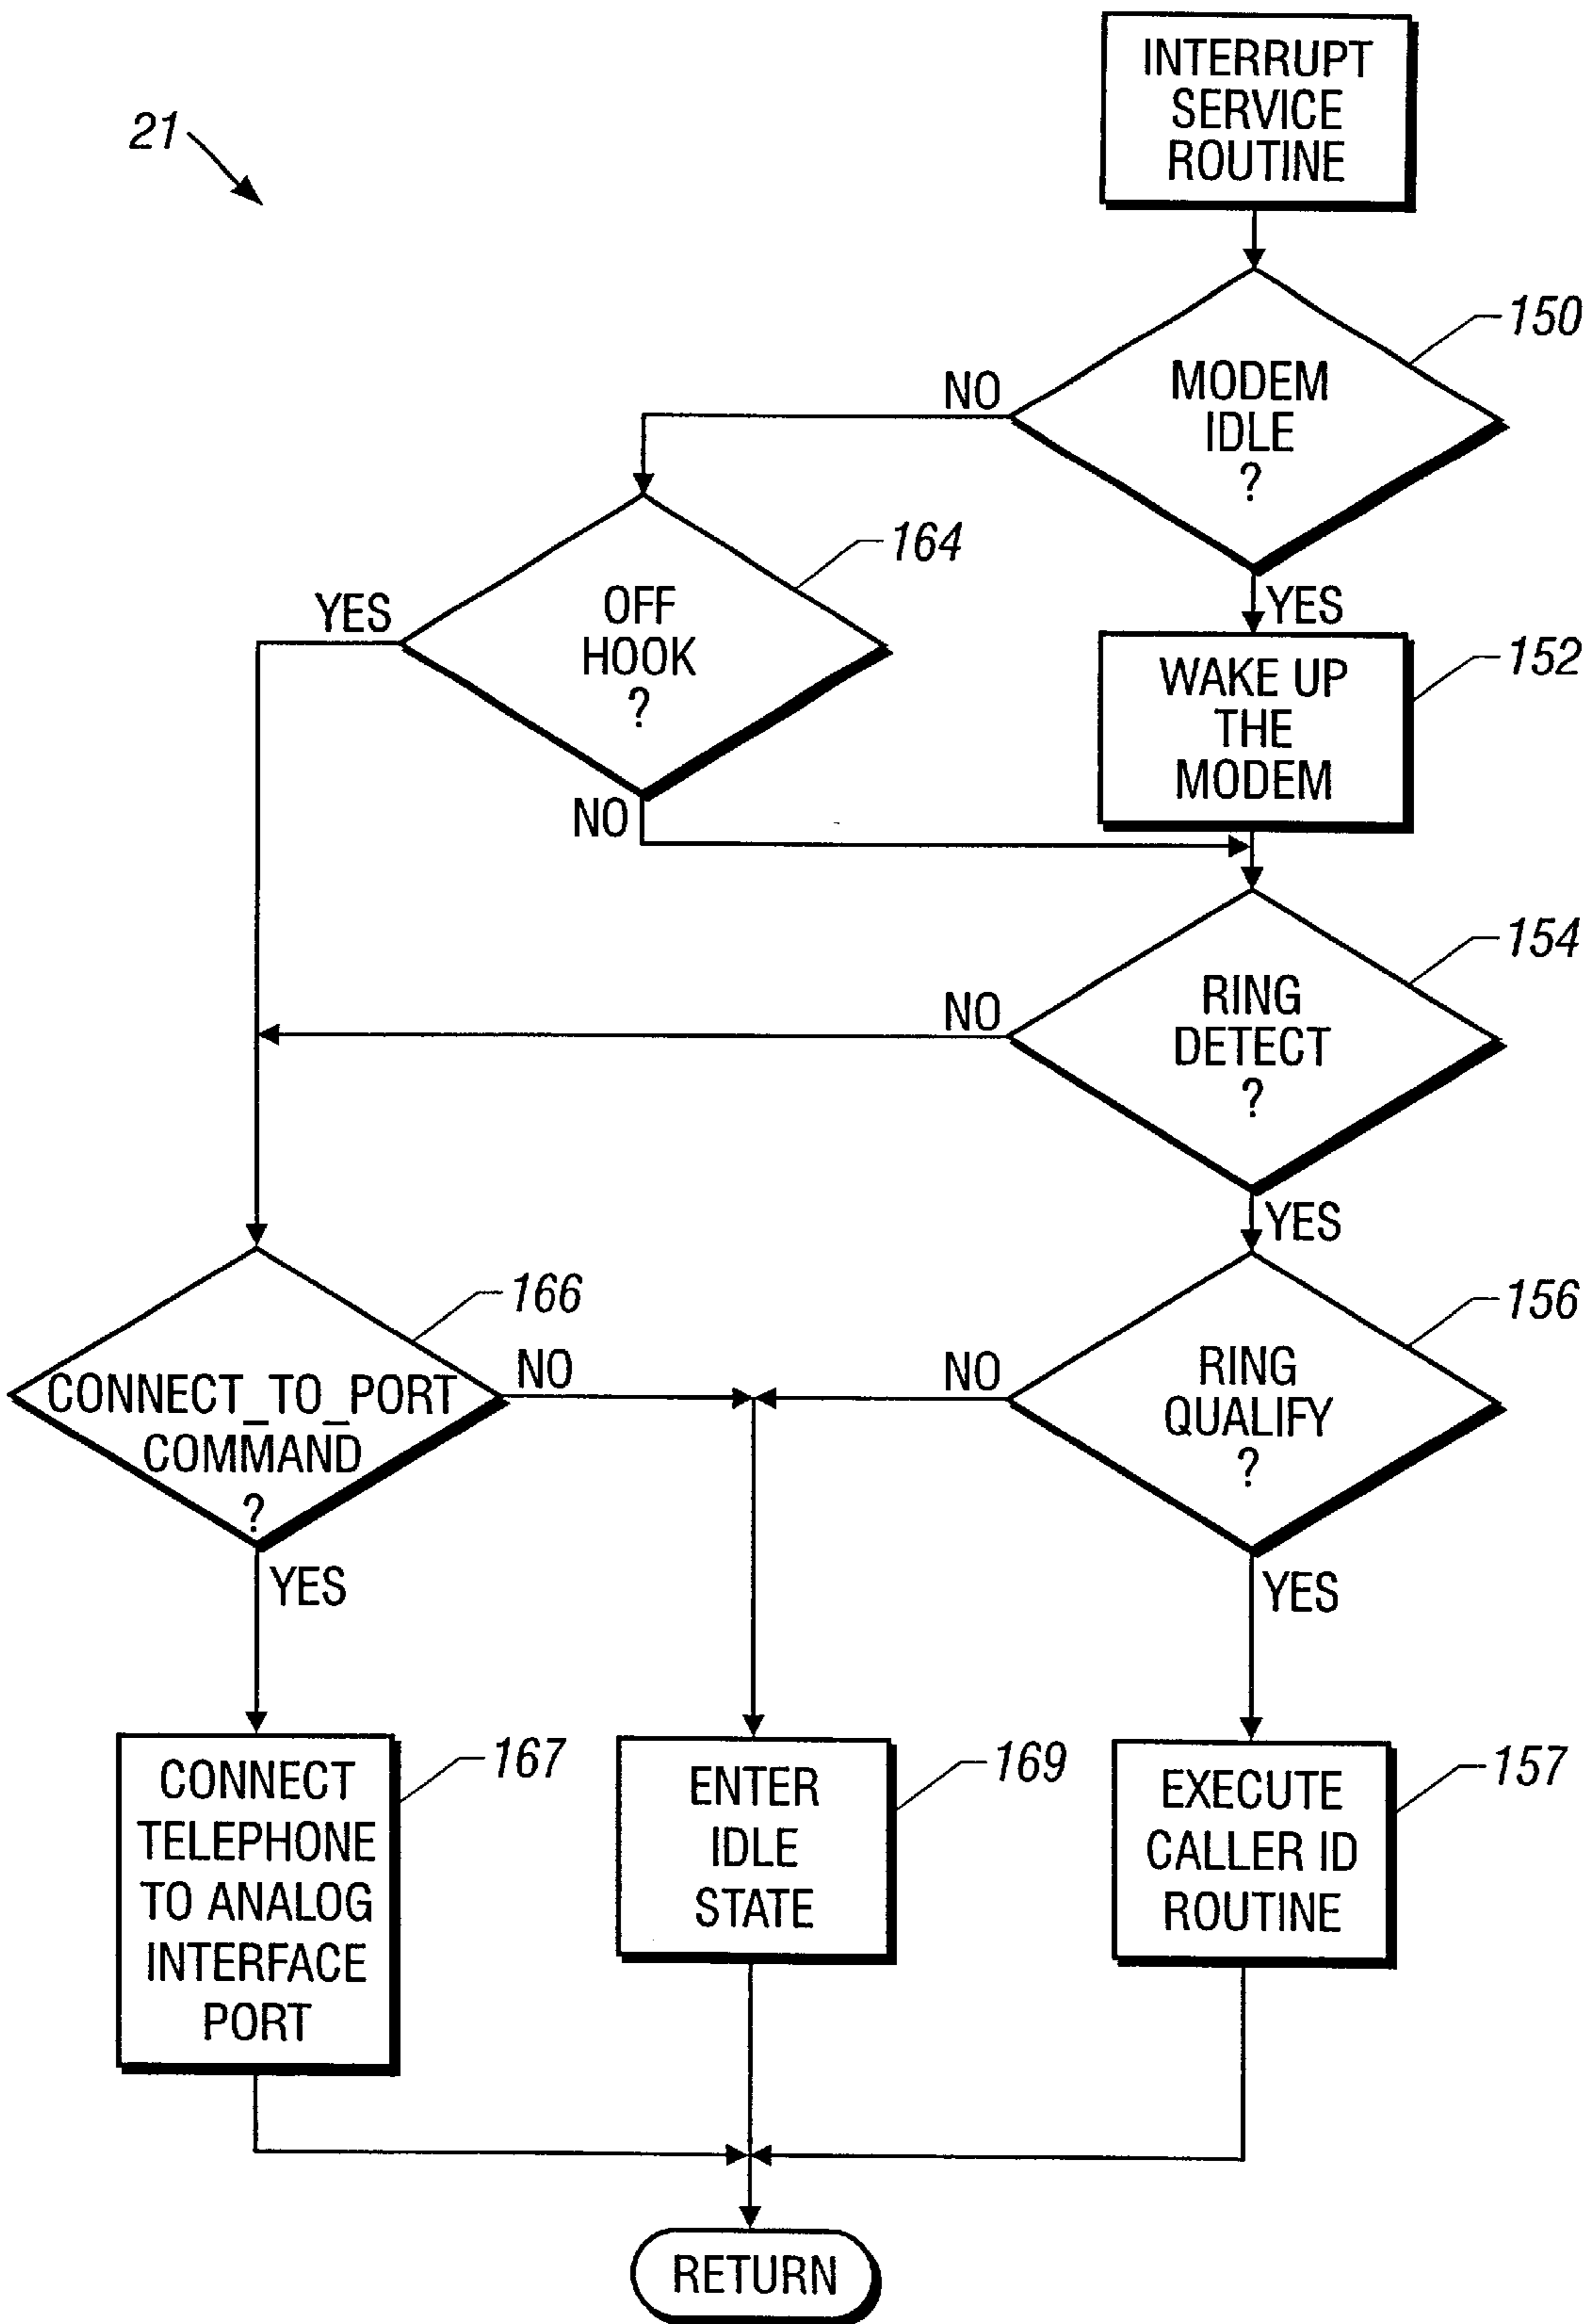 INTERRUPT
SERVICE
ROUTINE
21
150
MODEM
IDLE
?
NO
YES
164
OFF
HOOK
?
YES
NO
152
WAKE UP
THE
MODEM
154
RING
DETECT
?
NO
YES
166
CONNECT_TO_PORT
COMMAND
?
NO
YES
156
RING
QUALIFY
?
NO
YES
CONNECT
TELEPHONE
TO ANALOG
INTERFACE
PORT
167
ENTER
IDLE
STATE
169
EXECUTE
CALLER ID
ROUTINE
157
RETURN